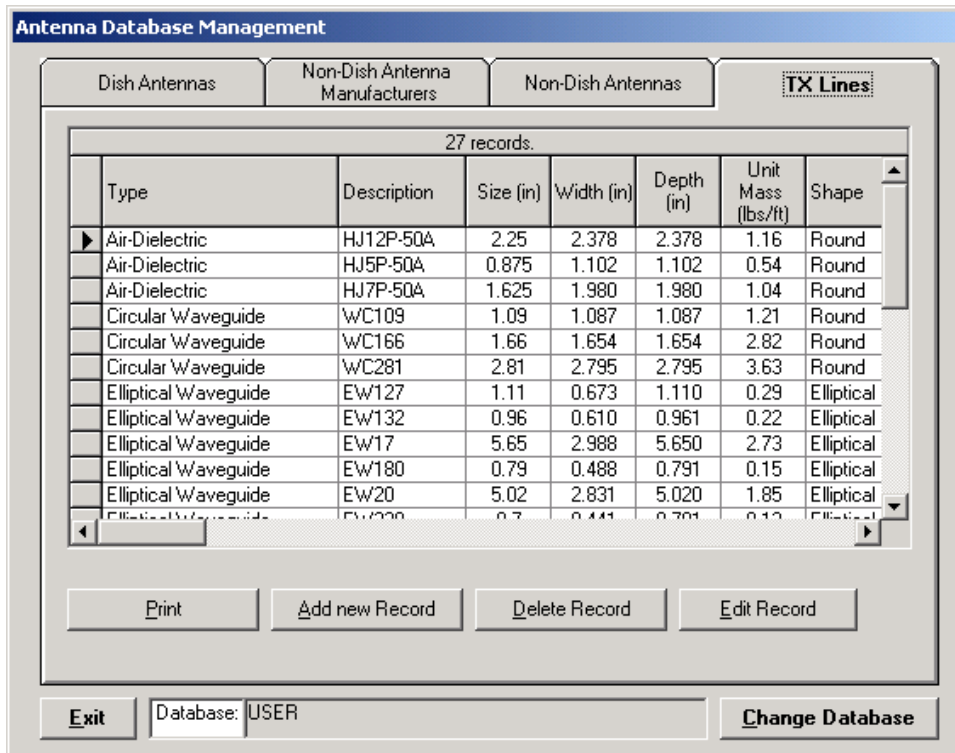 Antenna Database Management
Dish Antennas
Non-Dish Antenna
Manufacturers
Non-Dish Antennas
TX Lines
27 records.
Type Description Size (in) Width (in) Depth (in) Unit Mass (lbs/ft) Shape
Air-Dielectric HJ12P-50A 2.25 2.378 2.378 1.16 Round
Air-Dielectric HJ5P-50A 0.875 1.102 1.102 0.54 Round
Air-Dielectric HJ7P-50A 1.625 1.980 1.980 1.04 Round
Circular Waveguide WC109 1.09 1.087 1.087 1.21 Round
Circular Waveguide WC166 1.66 1.654 1.654 2.82 Round
Circular Waveguide WC281 2.81 2.795 2.795 3.63 Round
Elliptical Waveguide EW127 1.11 0.673 1.110 0.29 Elliptical
Elliptical Waveguide EW132 0.96 0.610 0.961 0.22 Elliptical
Elliptical Waveguide EW17 5.65 2.988 5.650 2.73 Elliptical
Elliptical Waveguide EW180 0.79 0.488 0.791 0.15 Elliptical
Elliptical Waveguide EW20 5.02 2.831 5.020 1.85 Elliptical
Print Add new Record Delete Record Edit Record
Exit Database: USER Change Database